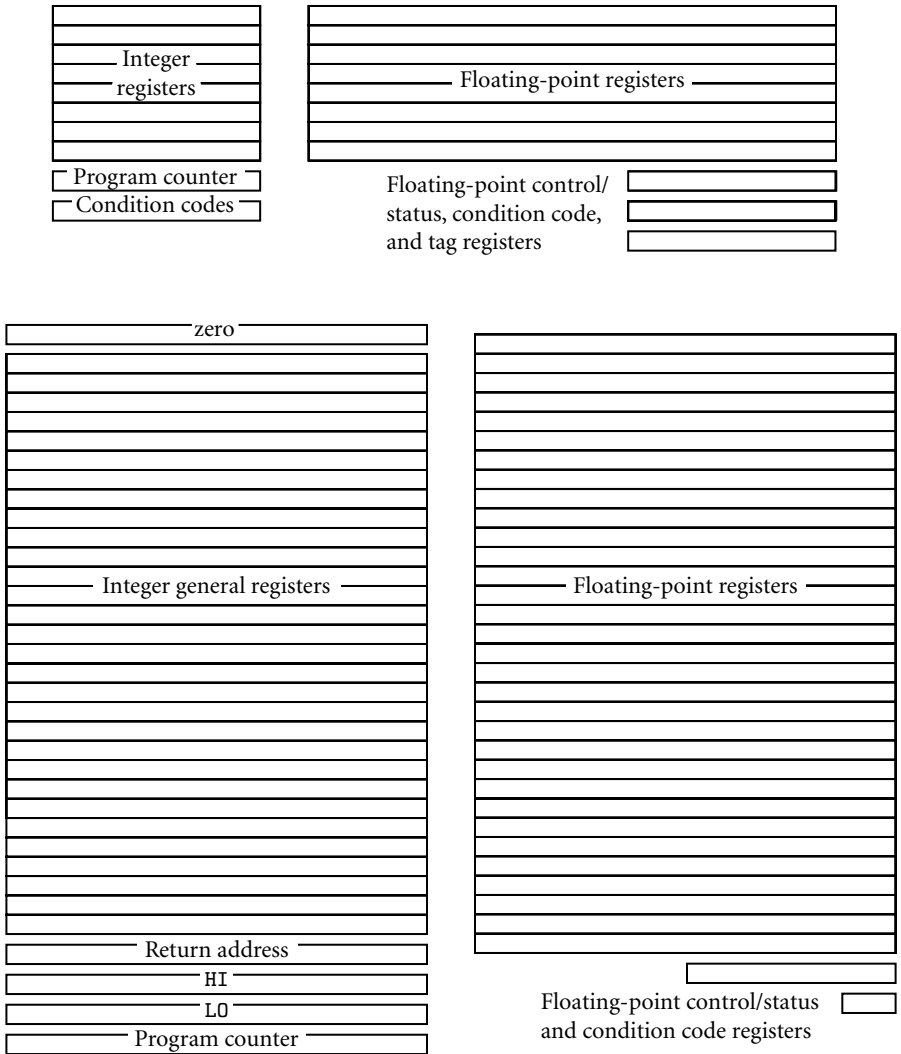 Integer
registers
Floating-point registers
Program counter
Condition codes
Floating-point control/
status, condition code,
and tag registers
zero
Integer general registers
Floating-point registers
Return address
HI
LO
Program counter
Floating-point control/status
and condition code registers